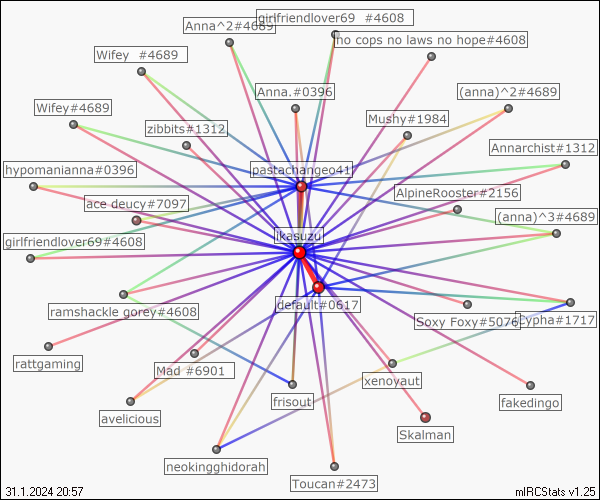 girlfriendlover69 #4608
Anna^2#4689
no cops no laws no hope#4608
Wifey #4689
Anna.#0396
(anna)^2#4689
Wifey#4689
Mushy#1984
zibbits#1312
Annarchist#1312
hypomanianna#0396
pastachangeo41
AlpineRooster#2156
ace_deucy#7097
(anna)^3#4689
ikasuzu
girlfriendlover69#4608
default#0617
ramshackle gorey#4608
Soxy Foxy#5076
Cypha#1717
rattgaming
Mad #6901
xenoyaut
frisout
fakedingo
avelicious
Skalman
neokingghidorah
Toucan#2473
31.1.2024 20:57
mIRCStats v1.25